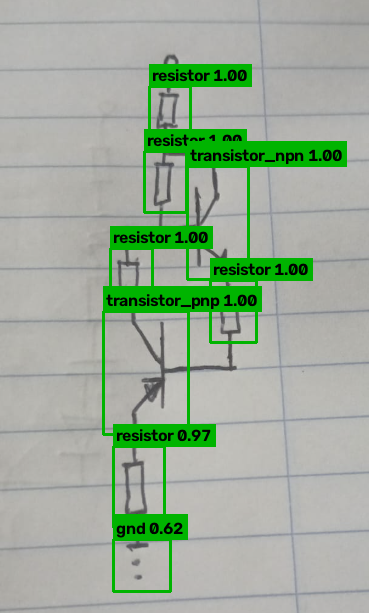 resistor 1.00
resistor 1.00
transistor_npn 1.00
resistor 1.00
resistor 1.00
transistor_pnp 1.00
resistor 0.97
gnd 0.62